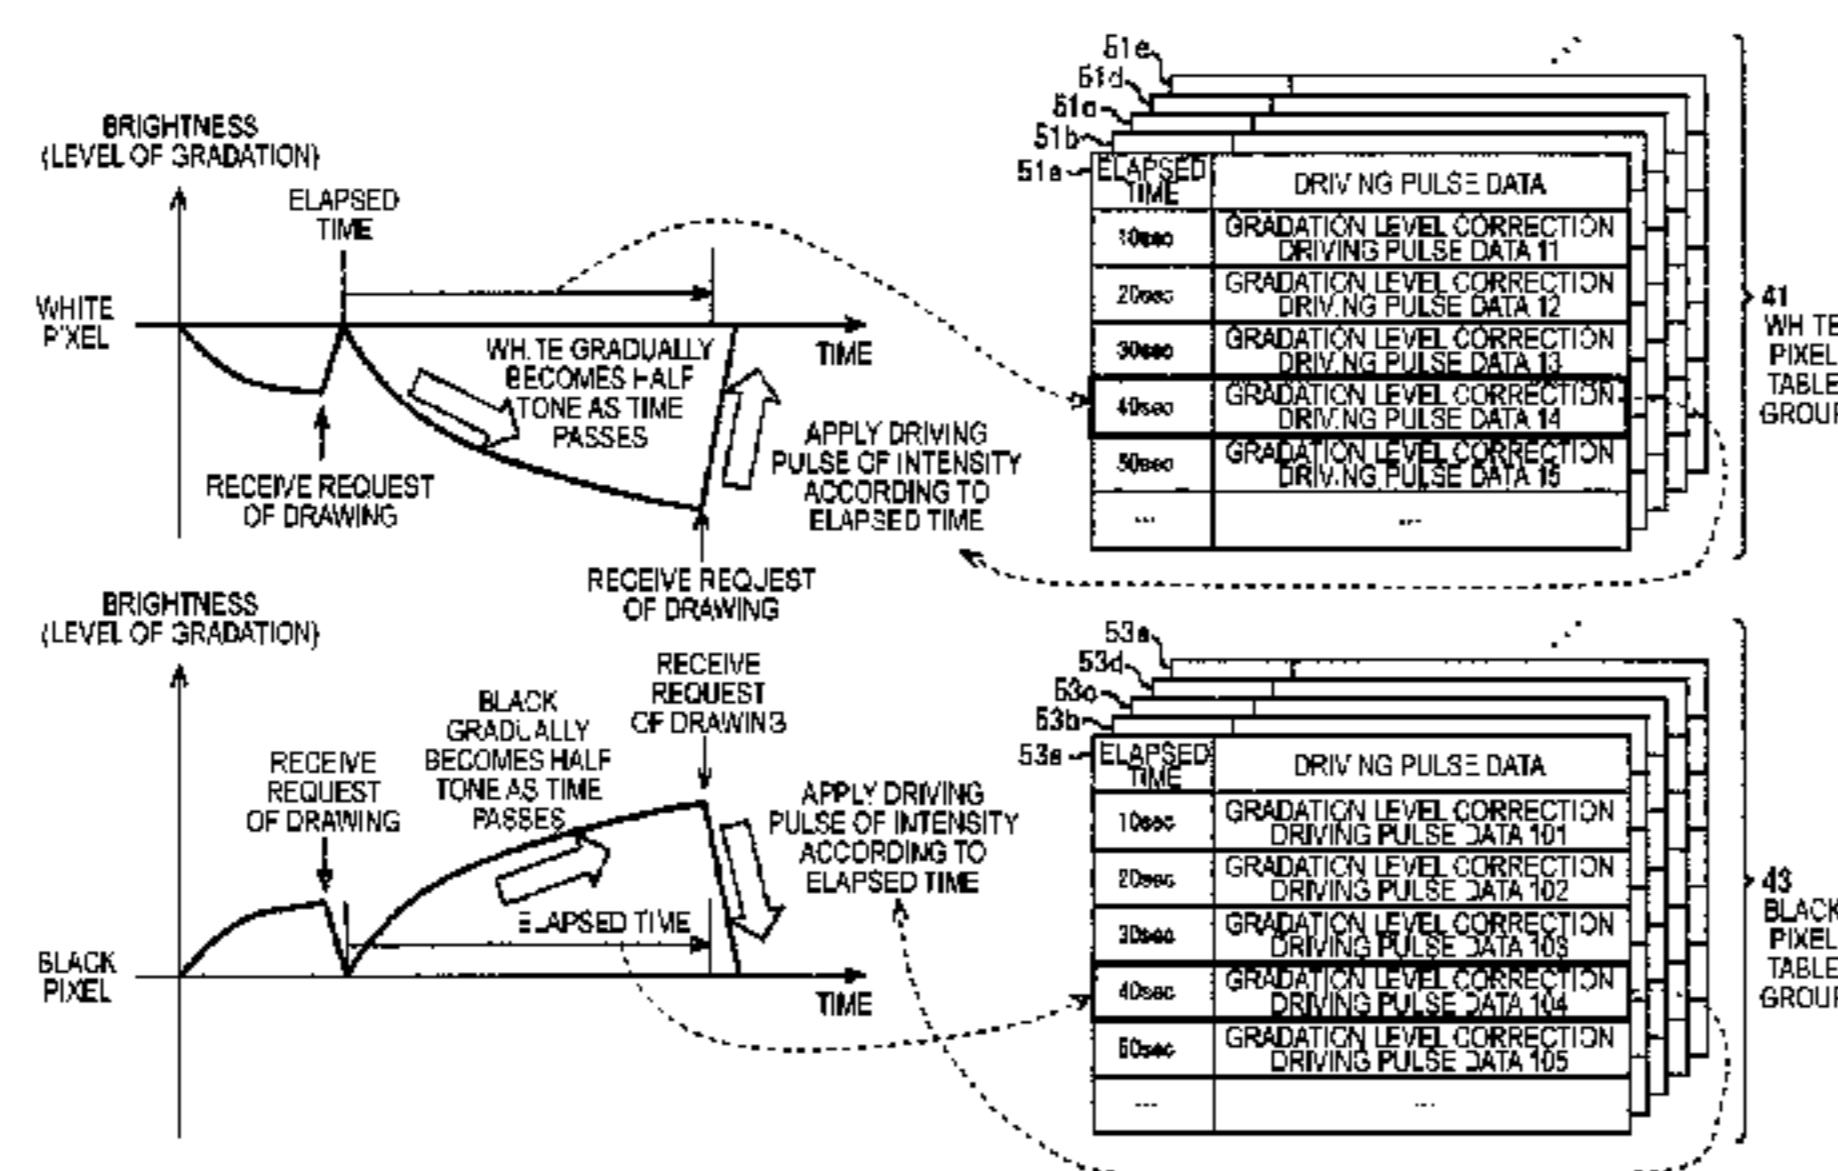 BRIGHTNESS
(LEVEL OF GRADATION)
ELAPSED
TIME
WHITE
PIXEL
TIME
WHITE GRADUALLY
BECOMES HALF
TONE AS TIME
PASSES
RECEIVE REQUEST
OF DRAWING
APPLY DRIVING
PULSE OF INTENSITY
ACCORDING TO
ELAPSED TIME
RECEIVE REQUEST
OF DRAWING
51e
51d
51c
51b
51a
ELAPSED
TIME
DRIVING PULSE DATA
10sec
GRADATION LEVEL CORRECTION
DRIVING PULSE DATA 11
20sec
GRADATION LEVEL CORRECTION
DRIVING PULSE DATA 12
30sec
GRADATION LEVEL CORRECTION
DRIVING PULSE DATA 13
40sec
GRADATION LEVEL CORRECTION
DRIVING PULSE DATA 14
50sec
GRADATION LEVEL CORRECTION
DRIVING PULSE DATA 15
...
...
41
WHITE
PIXEL
TABLE
GROUP
BRIGHTNESS
(LEVEL OF GRADATION)
RECEIVE
REQUEST
OF DRAWING
BLACK
GRADUALLY
BECOMES HALF
TONE AS TIME
PASSES
RECEIVE
REQUEST
OF DRAWING
APPLY DRIVING
PULSE OF INTENSITY
ACCORDING TO
ELAPSED TIME
ELAPSED TIME
BLACK
PIXEL
TIME
53e
53d
53c
53b
53a
ELAPSED
TIME
DRIVING PULSE DATA
10sec
GRADATION LEVEL CORRECTION
DRIVING PULSE DATA 101
20sec
GRADATION LEVEL CORRECTION
DRIVING PULSE DATA 102
30sec
GRADATION LEVEL CORRECTION
DRIVING PULSE DATA 103
40sec
GRADATION LEVEL CORRECTION
DRIVING PULSE DATA 104
50sec
GRADATION LEVEL CORRECTION
DRIVING PULSE DATA 105
...
...
43
BLACK
PIXEL
TABLE
GROUP